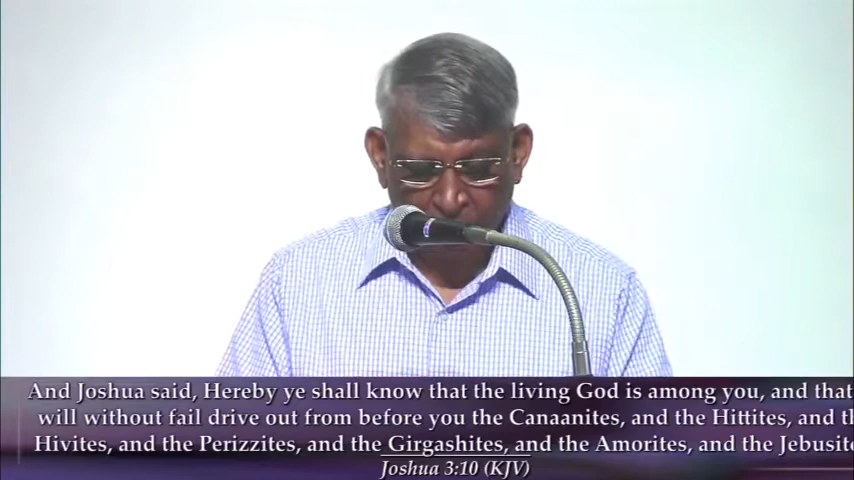 And Joshua said, Hereby ye shall know that the living God is among you, and that
will without fail drive out from before you the Canaanites, and the Hittites, and
Hivites, and the Perizzites, and the Girgashites, and the Amorites, and the
Joshua 3:10 (KJV)